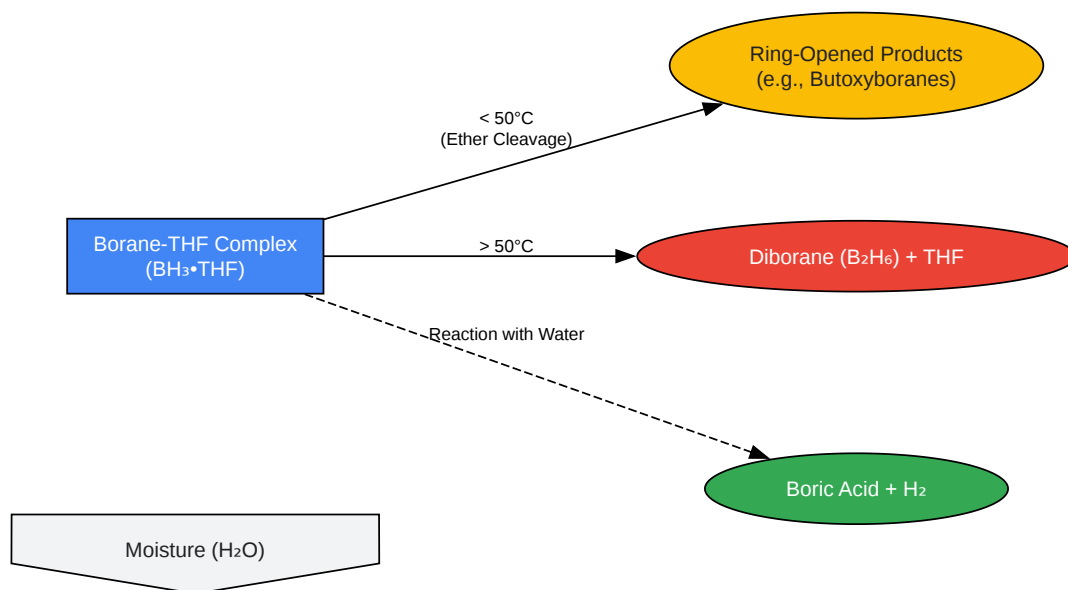 Ring-Opened Products
(e.g., Butoxyboranes)
< 50°C
(Ether Cleavage)
Borane-THF Complex
(BH₃•THF)
> 50°C
Diborane (B₂H₆) + THF
Reaction with Water
Boric Acid + H₂
Moisture (H₂O)